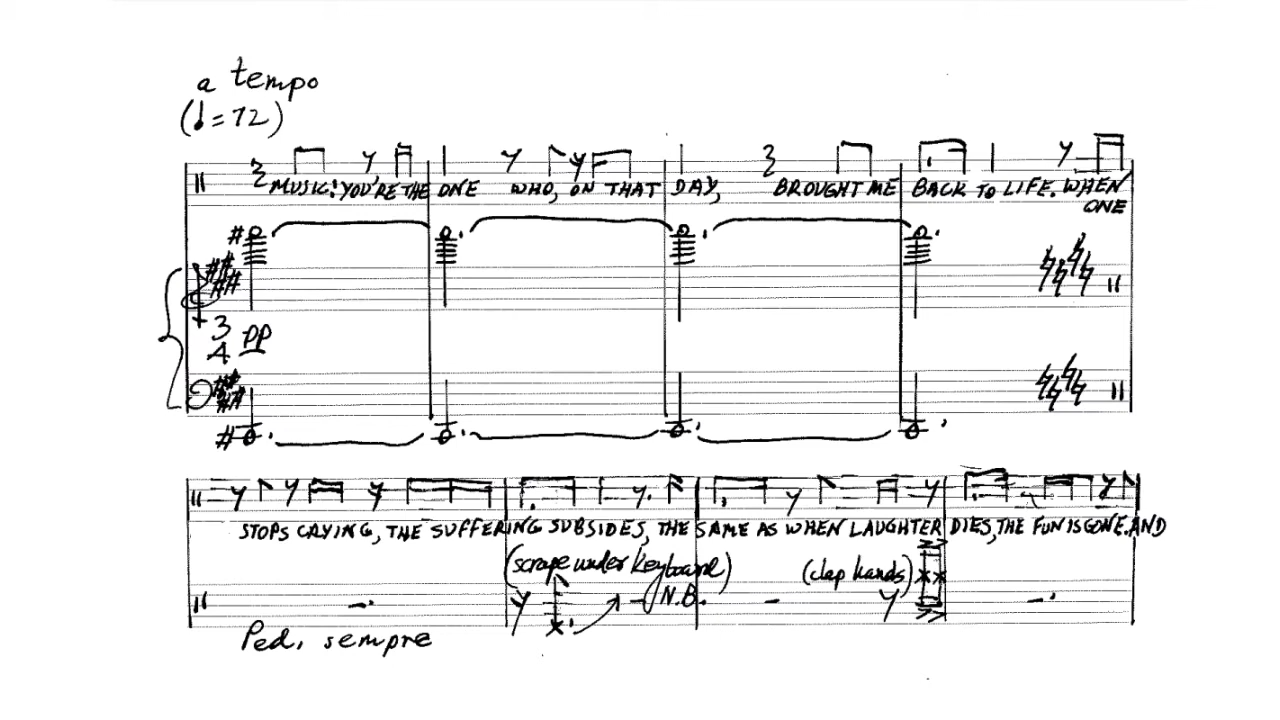 a tempo
(♩=72)
MUSIC! YOU'RE THE ONE WHO, ON THAT DAY, BROUGHT ME BACK TO LIFE. WHEN
ONE
3
4
pp
STOPS CRYING, THE SUFFERING SUBSIDES, THE SAME AS WHEN LAUGHTER DIES, THE FUN IS GONE. AND
(scrape under keyboard)
(clap hands)
N.B.
Ped. sempre